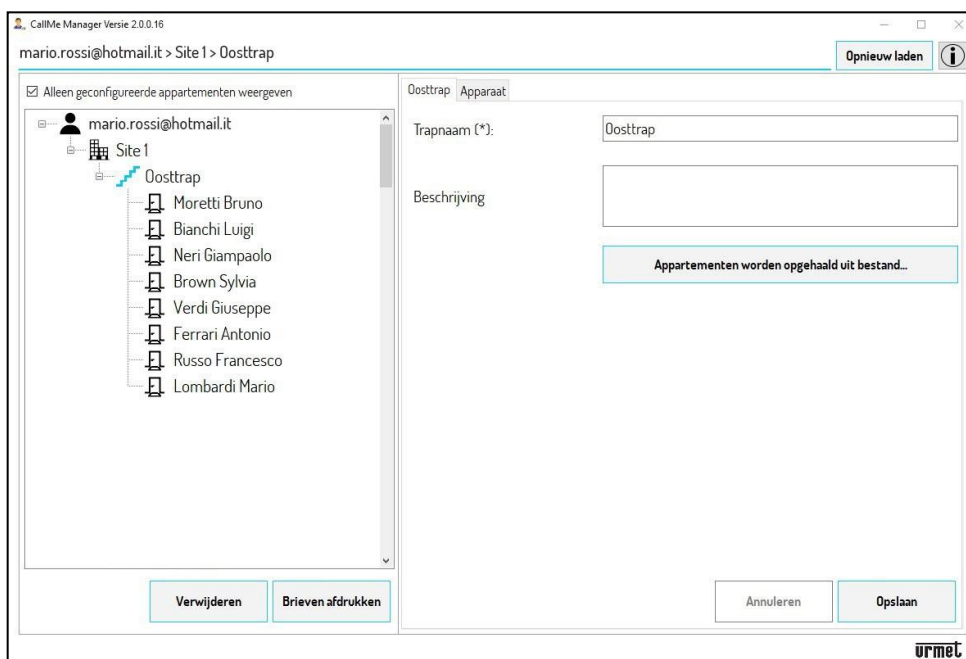 CallMe Manager Versie 2.0.0.16
mario.rossi@hotmail.it > Site 1 > Oosttrap
Opnieuw laden
Alleen geconfigureerde appartementen weergeven
mario.rossi@hotmail.it
Site 1
Oosttrap
Moretti Bruno
Bianchi Luigi
Neri Giampaolo
Brown Sylvia
Verdi Giuseppe
Ferrari Antonio
Russo Francesco
Lombardi Mario
Verwijderen
Brieven afdrukken
Oosttrap
Apparaat
Trapnaam (*):
Oosttrap
Beschrijving
Appartementen worden opgehaald uit bestand...
Annuleren
Opslaan
urmet